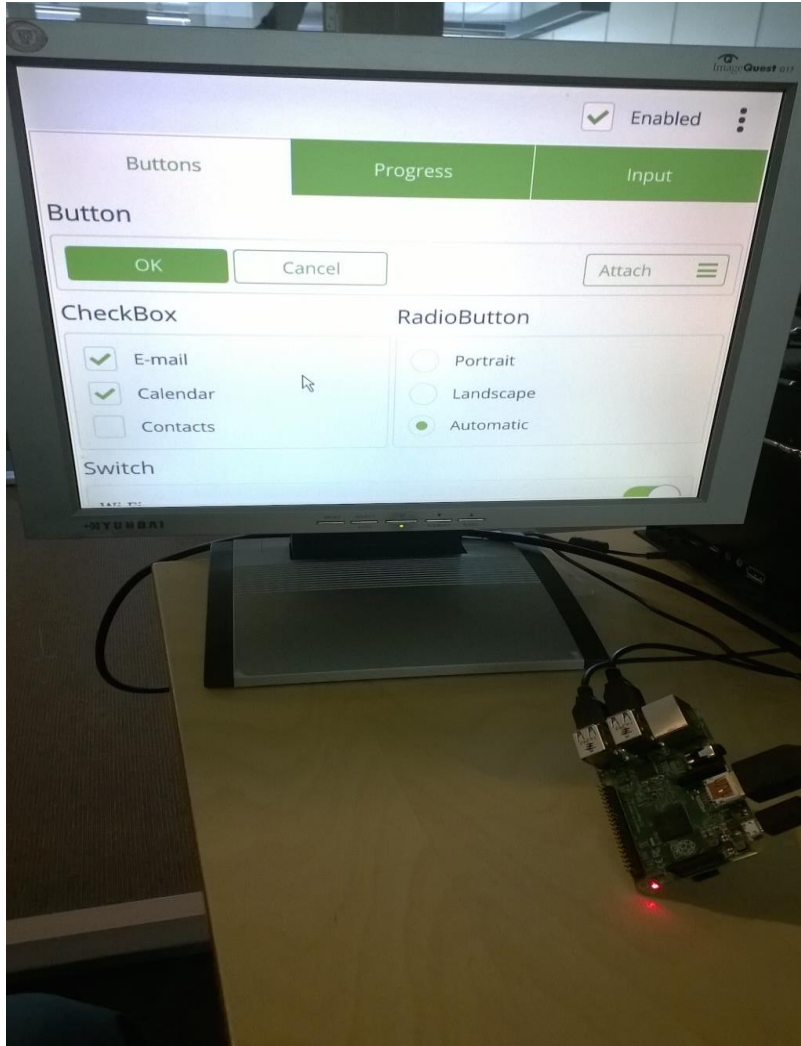 ImageQuest Q17
Enabled
Buttons Progress Input
Button
OK Cancel Attach
CheckBox RadioButton
E-mail Portrait
Calendar Landscape
Contacts Automatic
Switch
HYUNDAI